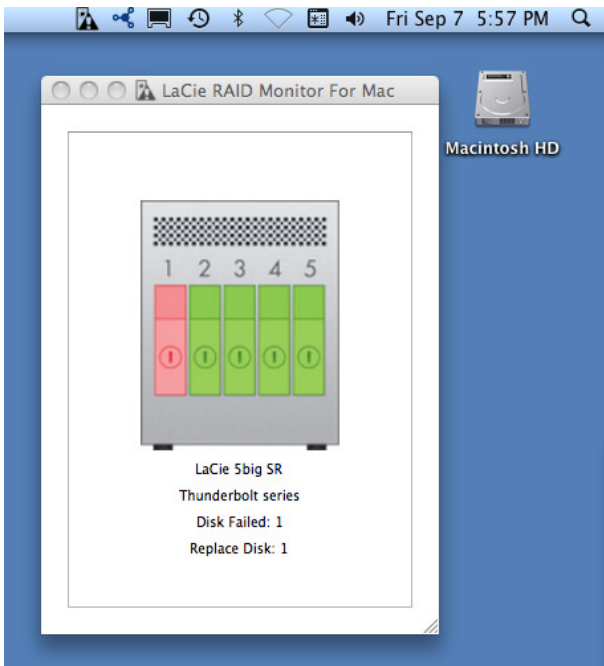 Fri Sep 7 5:57 PM
LaCie RAID Monitor For Mac
Macintosh HD
1 2 3 4 5
LaCie 5big SR
Thunderbolt series
Disk Failed: 1
Replace Disk: 1